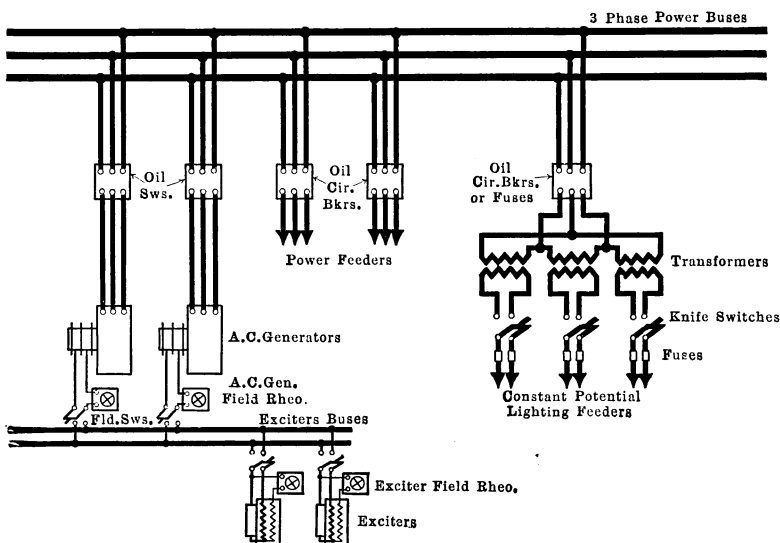 3 Phase Power Buses
Oil
Sws.
Oil
Cir.
Bkrs.
Oil
Cir.Bkrs.
or Fuses
Power Feeders
Transformers
Knife Switches
A.C.Generators
Fuses
A.C.Gen.
Field Rheo.
Constant Potential
Lighting Feeders
Fld.Sws.
Exciters Buses
Exciter Field Rheo.
Exciters